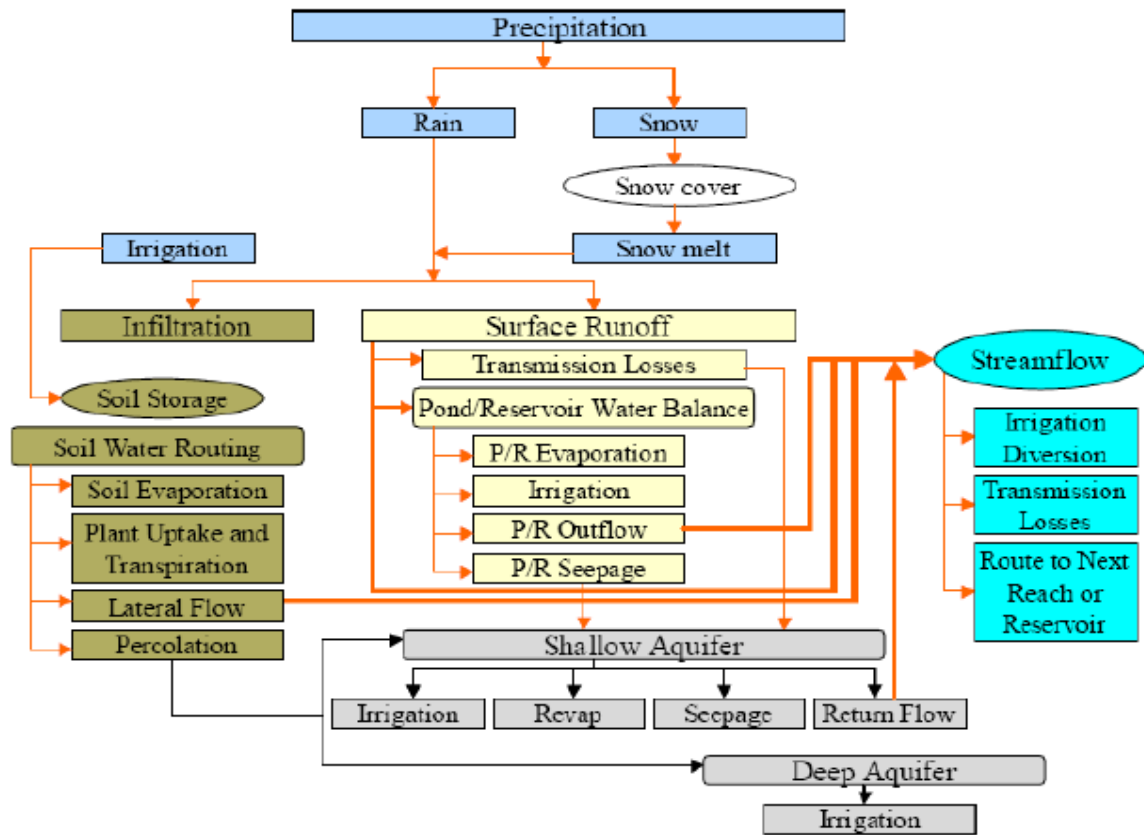 Precipitation
Rain
Snow
Snow cover
Irrigation
Snow melt
Infiltration
Surface Runoff
Transmission Losses
Streamflow
Soil Storage
Pond/Reservoir Water Balance
Soil Water Routing
P/R Evaporation
Irrigation
Diversion
Soil Evaporation
Irrigation
Transmission
Losses
Plant Uptake and
Transpiration
P/R Outflow
P/R Seepage
Route to Next
Reach or
Reservoir
Lateral Flow
Percolation
Shallow Aquifer
Irrigation
Revap
Seepage
Return Flow
Deep Aquifer
Irrigation